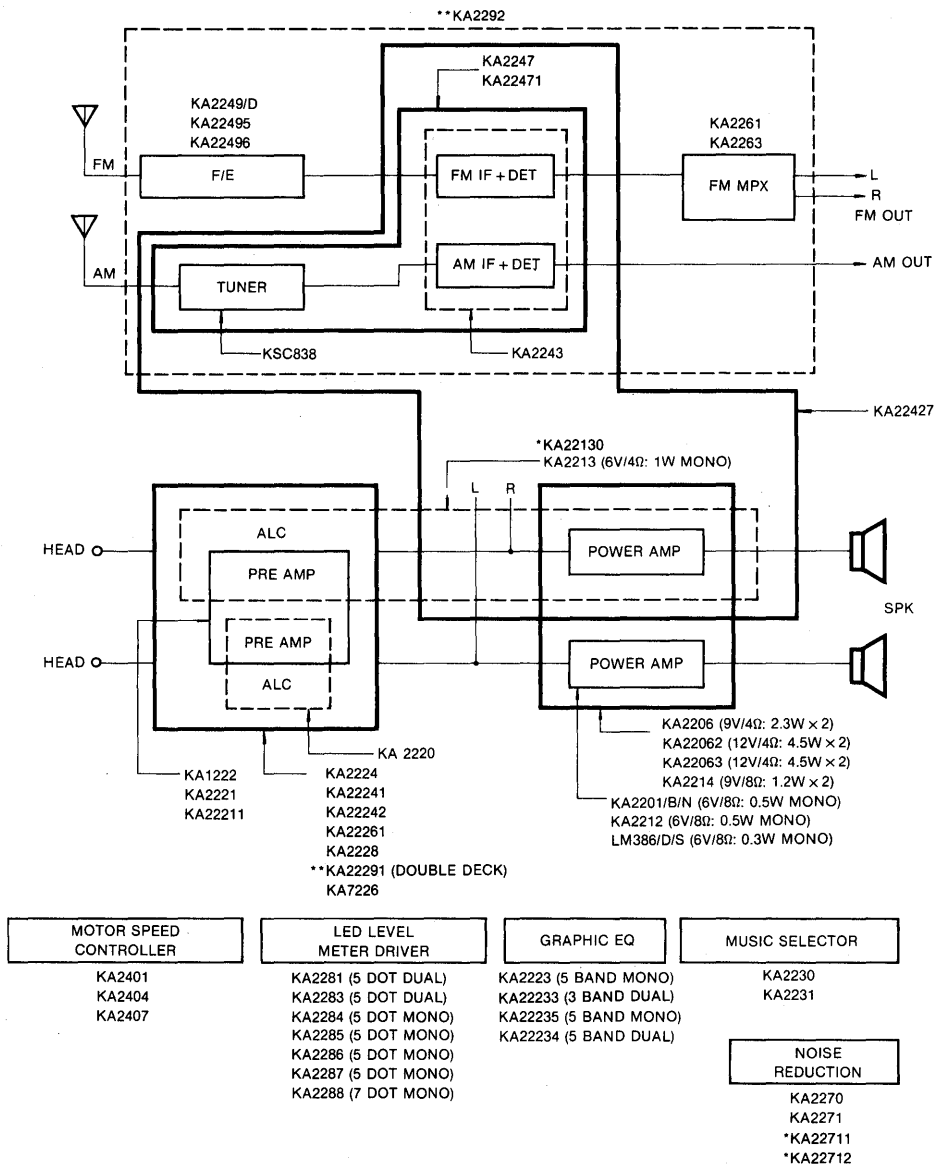 **KA2292
KA2247
KA22471
KA2249/D
KA22495
KA22496
KA2261
KA2263
FM
F/E
FM IF + DET
FM MPX
L
R
FM OUT
AM
TUNER
AM IF + DET
AM OUT
KSC838
KA2243
KA22427
*KA22130
KA2213 (6V/4Ω: 1W MONO)
L
R
HEAD
ALC
PRE AMP
POWER AMP
SPK
HEAD
PRE AMP
ALC
POWER AMP
KA2206 (9V/4Ω: 2.3W × 2)
KA22062 (12V/4Ω: 4.5W × 2)
KA22063 (12V/4Ω: 4.5W × 2)
KA2214 (9V/8Ω: 1.2W × 2)
KA2201/B/N (6V/8Ω: 0.5W MONO)
KA2212 (6V/8Ω: 0.5W MONO)
LM386/D/S (6V/8Ω: 0.3W MONO)
KA 2220
KA1222
KA2221
KA22211
KA2224
KA22241
KA22242
KA22261
KA2228
**KA22291 (DOUBLE DECK)
KA7226
MOTOR SPEED
CONTROLLER
KA2401
KA2404
KA2407
LED LEVEL
METER DRIVER
KA2281 (5 DOT DUAL)
KA2283 (5 DOT DUAL)
KA2284 (5 DOT MONO)
KA2285 (5 DOT MONO)
KA2286 (5 DOT MONO)
KA2287 (5 DOT MONO)
KA2288 (7 DOT MONO)
GRAPHIC EQ
KA2223 (5 BAND MONO)
KA22233 (3 BAND DUAL)
KA22235 (5 BAND MONO)
KA22234 (5 BAND DUAL)
MUSIC SELECTOR
KA2230
KA2231
NOISE
REDUCTION
KA2270
KA2271
*KA22711
*KA22712